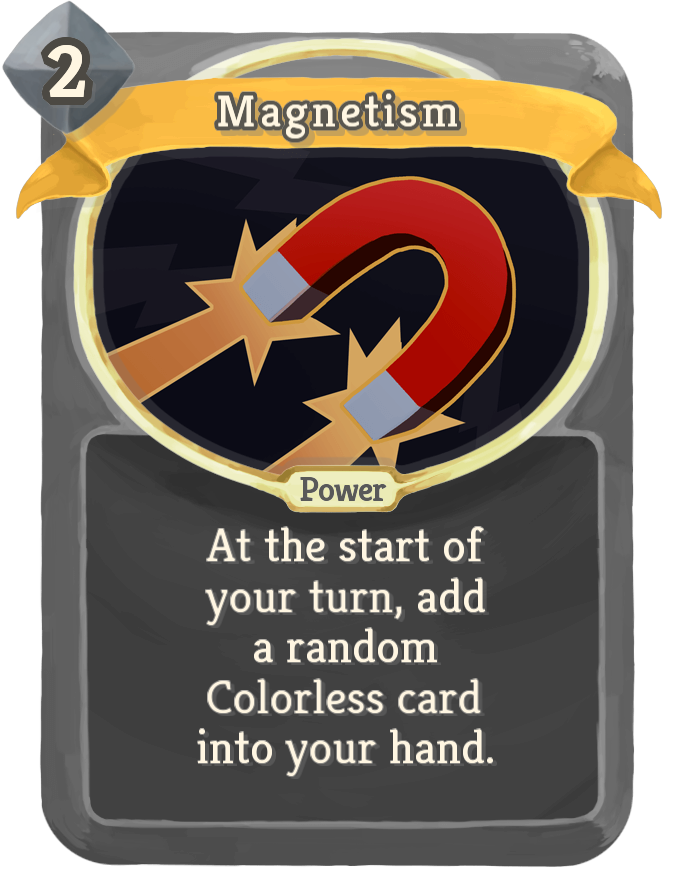 2
Magnetism
Power
At the start of
your turn, add
a random
Colorless card
into your hand.